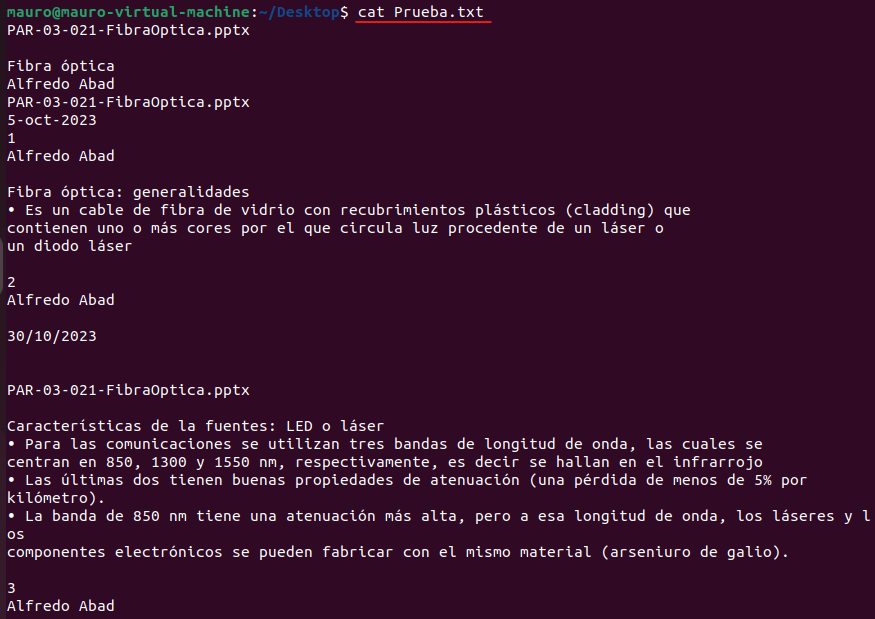 mauro@mauro-virtual-machine:~/Desktop$ cat Prueba.txt
PAR-03-021-FibraOptica.pptx
Fibra óptica
Alfredo Abad
PAR-03-021-FibraOptica.pptx
5-oct-2023
1
Alfredo Abad
Fibra óptica: generalidades
• Es un cable de fibra de vidrio con recubrimientos plásticos (cladding) que
contienen uno o más cores por el que circula luz procedente de un láser o
un diodo láser
2
Alfredo Abad
30/10/2023
PAR-03-021-FibraOptica.pptx
Características de la fuentes: LED o láser
• Para las comunicaciones se utilizan tres bandas de longitud de onda, las cuales se
centran en 850, 1300 y 1550 nm, respectivamente, es decir se hallan en el infrarrojo
• Las últimas dos tienen buenas propiedades de atenuación (una pérdida de menos de 5% por
kilómetro).
• La banda de 850 nm tiene una atenuación más alta, pero a esa longitud de onda, los láseres y l
os
componentes electrónicos se pueden fabricar con el mismo material (arseniuro de galio).
3
Alfredo Abad